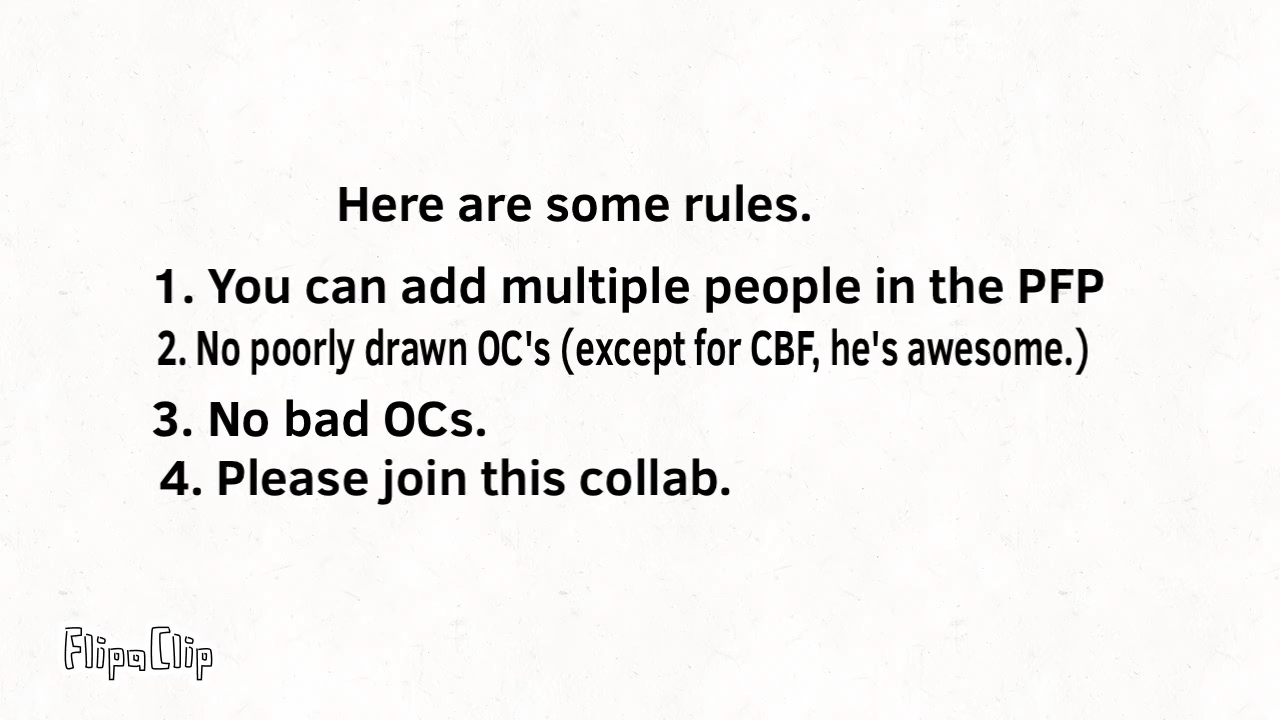 Here are some rules.
1. You can add multiple people in the PFP
2. No poorly drawn OC's (except for CBF, he's awesome.)
3. No bad OCs.
4. Please join this collab.
FlipaClip